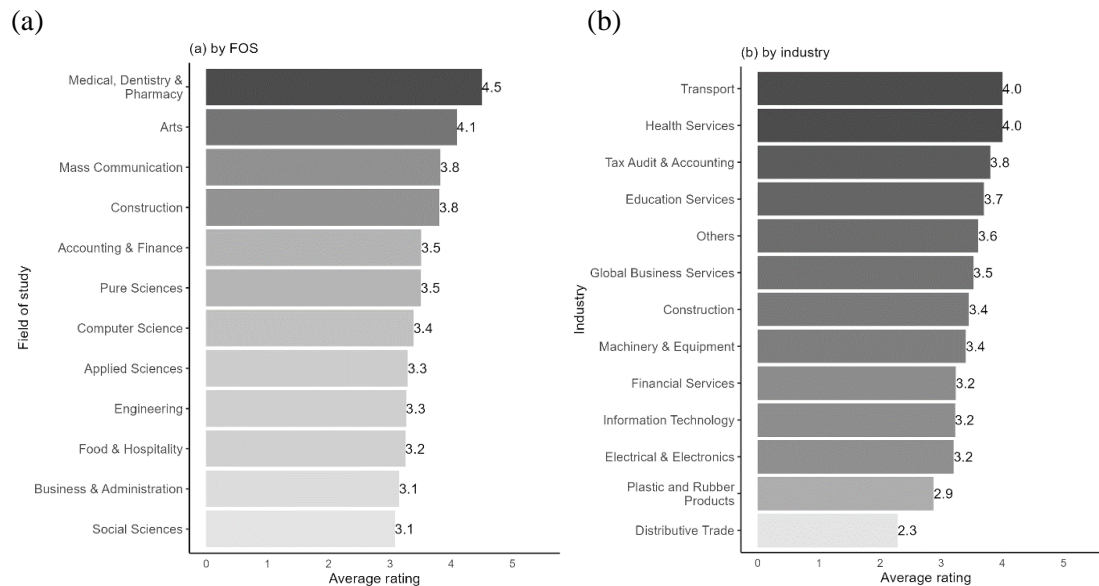 (a)
(a) by FOS
Field of study
Medical, Dentistry &
Pharmacy
4.5
Arts
4.1
Mass Communication
3.8
Construction
3.8
Accounting & Finance
3.5
Pure Sciences
3.5
Computer Science
3.4
Applied Sciences
3.3
Engineering
3.3
Food & Hospitality
3.2
Business & Administration
3.1
Social Sciences
3.1
0 1 2 3 4 5
Average rating
(b)
(b) by industry
Industry
Transport
4.0
Health Services
4.0
Tax Audit & Accounting
3.8
Education Services
3.7
Others
3.6
Global Business Services
3.5
Construction
3.4
Machinery & Equipment
3.4
Financial Services
3.2
Information Technology
3.2
Electrical & Electronics
3.2
Plastic and Rubber
Products
2.9
Distributive Trade
2.3
0 1 2 3 4 5
Average rating